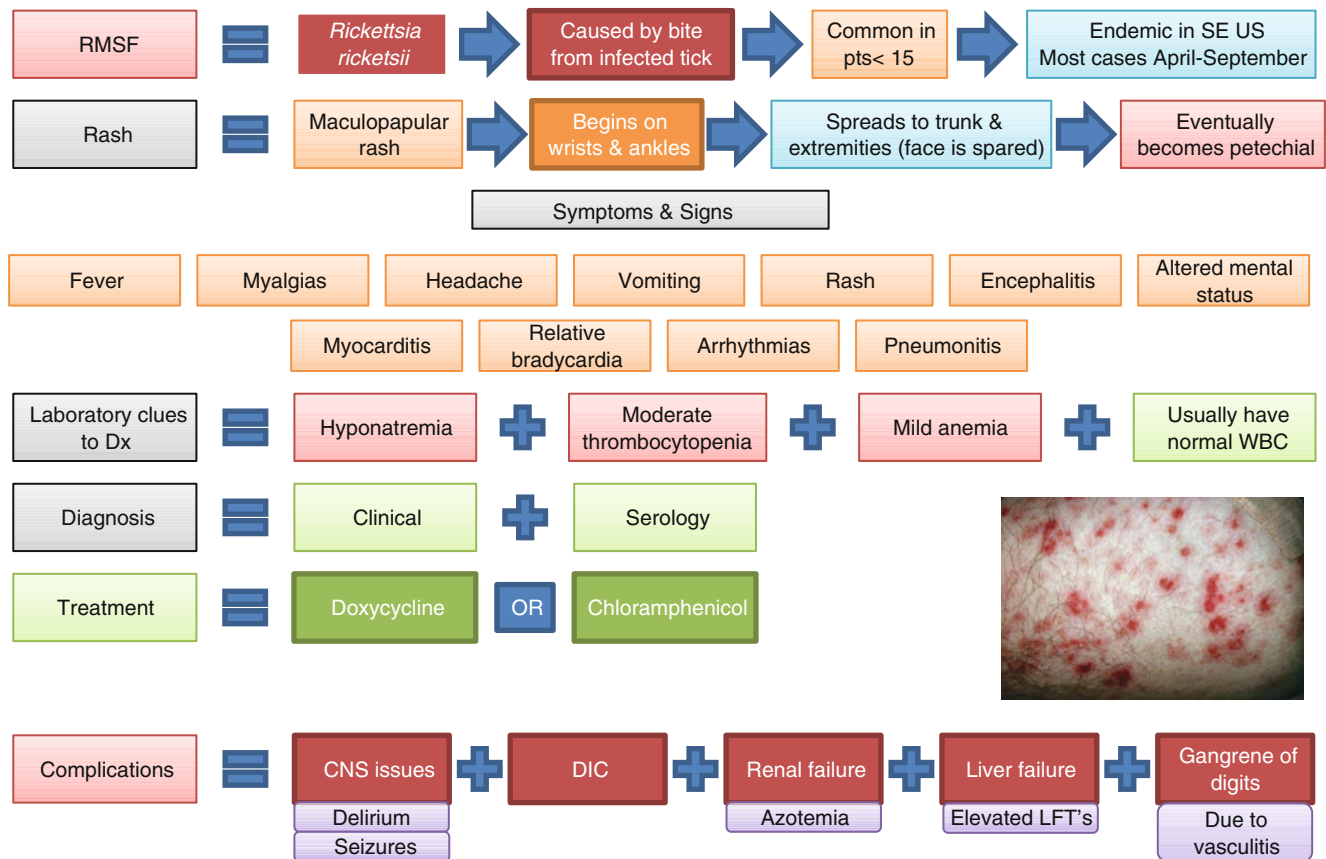 RMSF
Rickettsia
ricketsii
Caused by bite
from infected tick
Common in
pts< 15
Endemic in SE US
Most cases April-September
Rash
Maculopapular
rash
Begins on
wrists & ankles
Spreads to trunk &
extremities (face is spared)
Eventually
becomes petechial
Symptoms & Signs
Fever
Myalgias
Headache
Vomiting
Rash
Encephalitis
Altered mental
status
Myocarditis
Relative
bradycardia
Arrhythmias
Pneumonitis
Laboratory clues
to Dx
Hyponatremia
Moderate
thrombocytopenia
Mild anemia
Usually have
normal WBC
Diagnosis
Clinical
Serology
Treatment
Doxycycline
OR
Chloramphenicol
Complications
CNS issues
Delirium
Seizures
DIC
Renal failure
Azotemia
Liver failure
Elevated LFT's
Gangrene of
digits
Due to
vasculitis